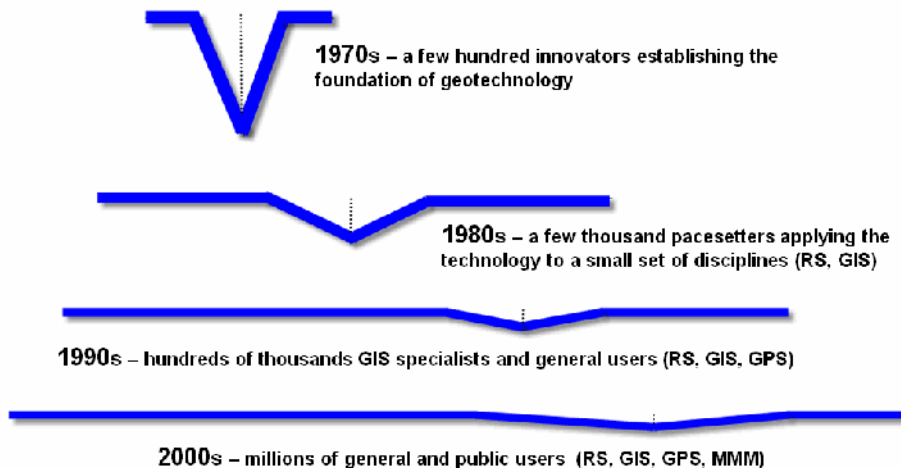 1970s – a few hundred innovators establishing the
foundation of geotechnology
1980s – a few thousand pacesetters applying the
technology to a small set of disciplines (RS, GIS)
1990s – hundreds of thousands GIS specialists and general users (RS, GIS, GPS)
2000s – millions of general and public users (RS, GIS, GPS, MMM)